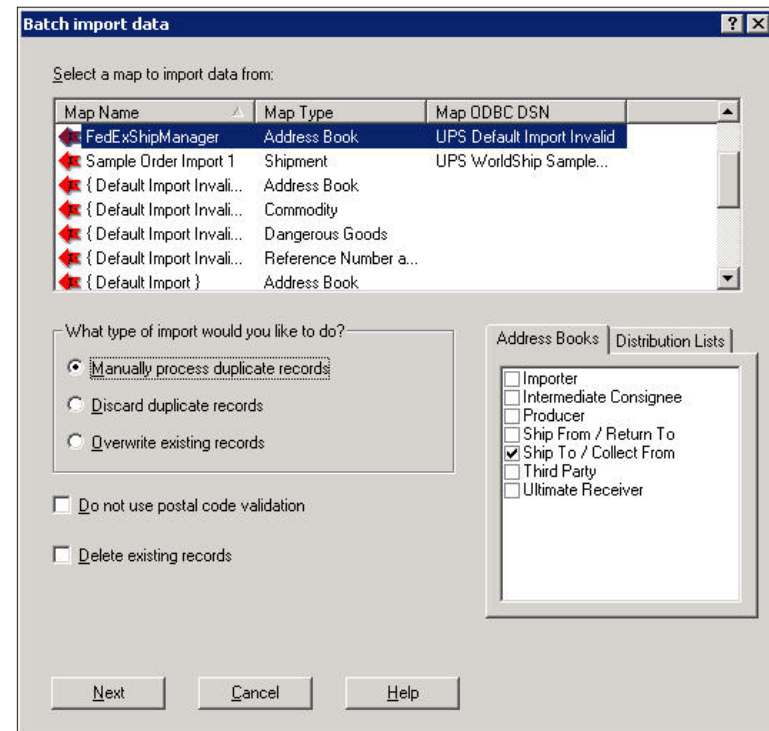 Batch import data
Select a map to import data from:
Map Name Map Type Map ODBC DSN
FedExShipManager Address Book UPS Default Import Invalid
Sample Order Import 1 Shipment UPS WorldShip Sample...
{ Default Import Invali... Address Book
{ Default Import Invali... Commodity
{ Default Import Invali... Dangerous Goods
{ Default Import Invali... Reference Number a...
{ Default Import } Address Book
What type of import would you like to do?
Manually process duplicate records
Discard duplicate records
Overwrite existing records
Do not use postal code validation
Delete existing records
Address Books Distribution Lists
Importer
Intermediate Consignee
Producer
Ship From / Return To
Ship To / Collect From
Third Party
Ultimate Receiver
Next Cancel Help